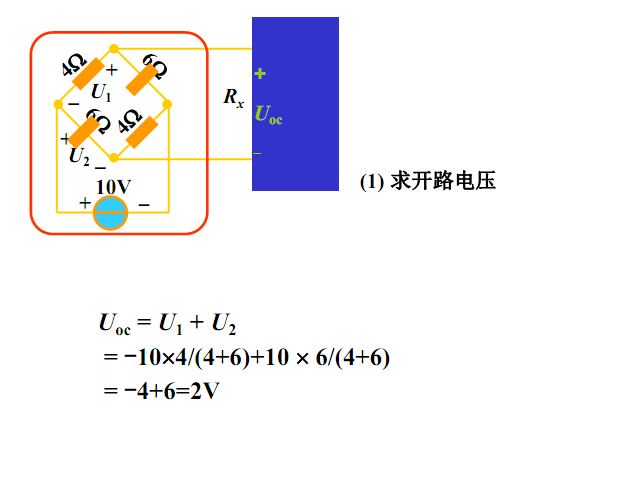 4Ω
6Ω
+
U1
−
Rx
+
Uoc
−
6Ω
4Ω
+
U2
−
10V
+
−
(1) 求开路电压
Uoc = U1 + U2
= −10×4/(4+6)+10 × 6/(4+6)
= −4+6=2V